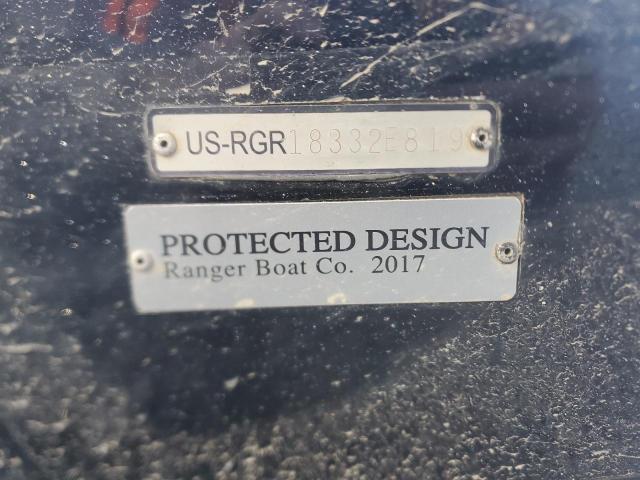 US-RGR18332E819
PROTECTED DESIGN
Ranger Boat Co. 2017